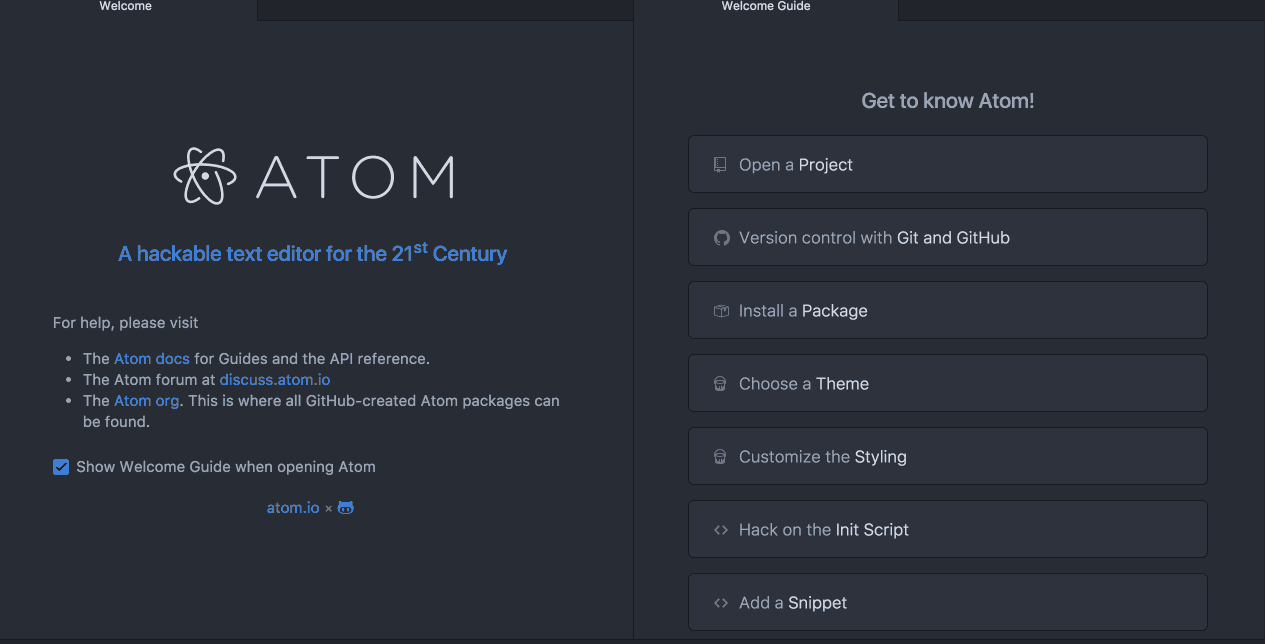 Welcome
A T O M
A hackable text editor for the 21st Century
For help, please visit
• The Atom docs for Guides and the API reference.
• The Atom forum at discuss.atom.io
• The Atom org. This is where all GitHub-created Atom packages can
be found.
Show Welcome Guide when opening Atom
atom.io ×
Welcome Guide
Get to know Atom!
Open a Project
Version control with Git and GitHub
Install a Package
Choose a Theme
Customize the Styling
Hack on the Init Script
Add a Snippet